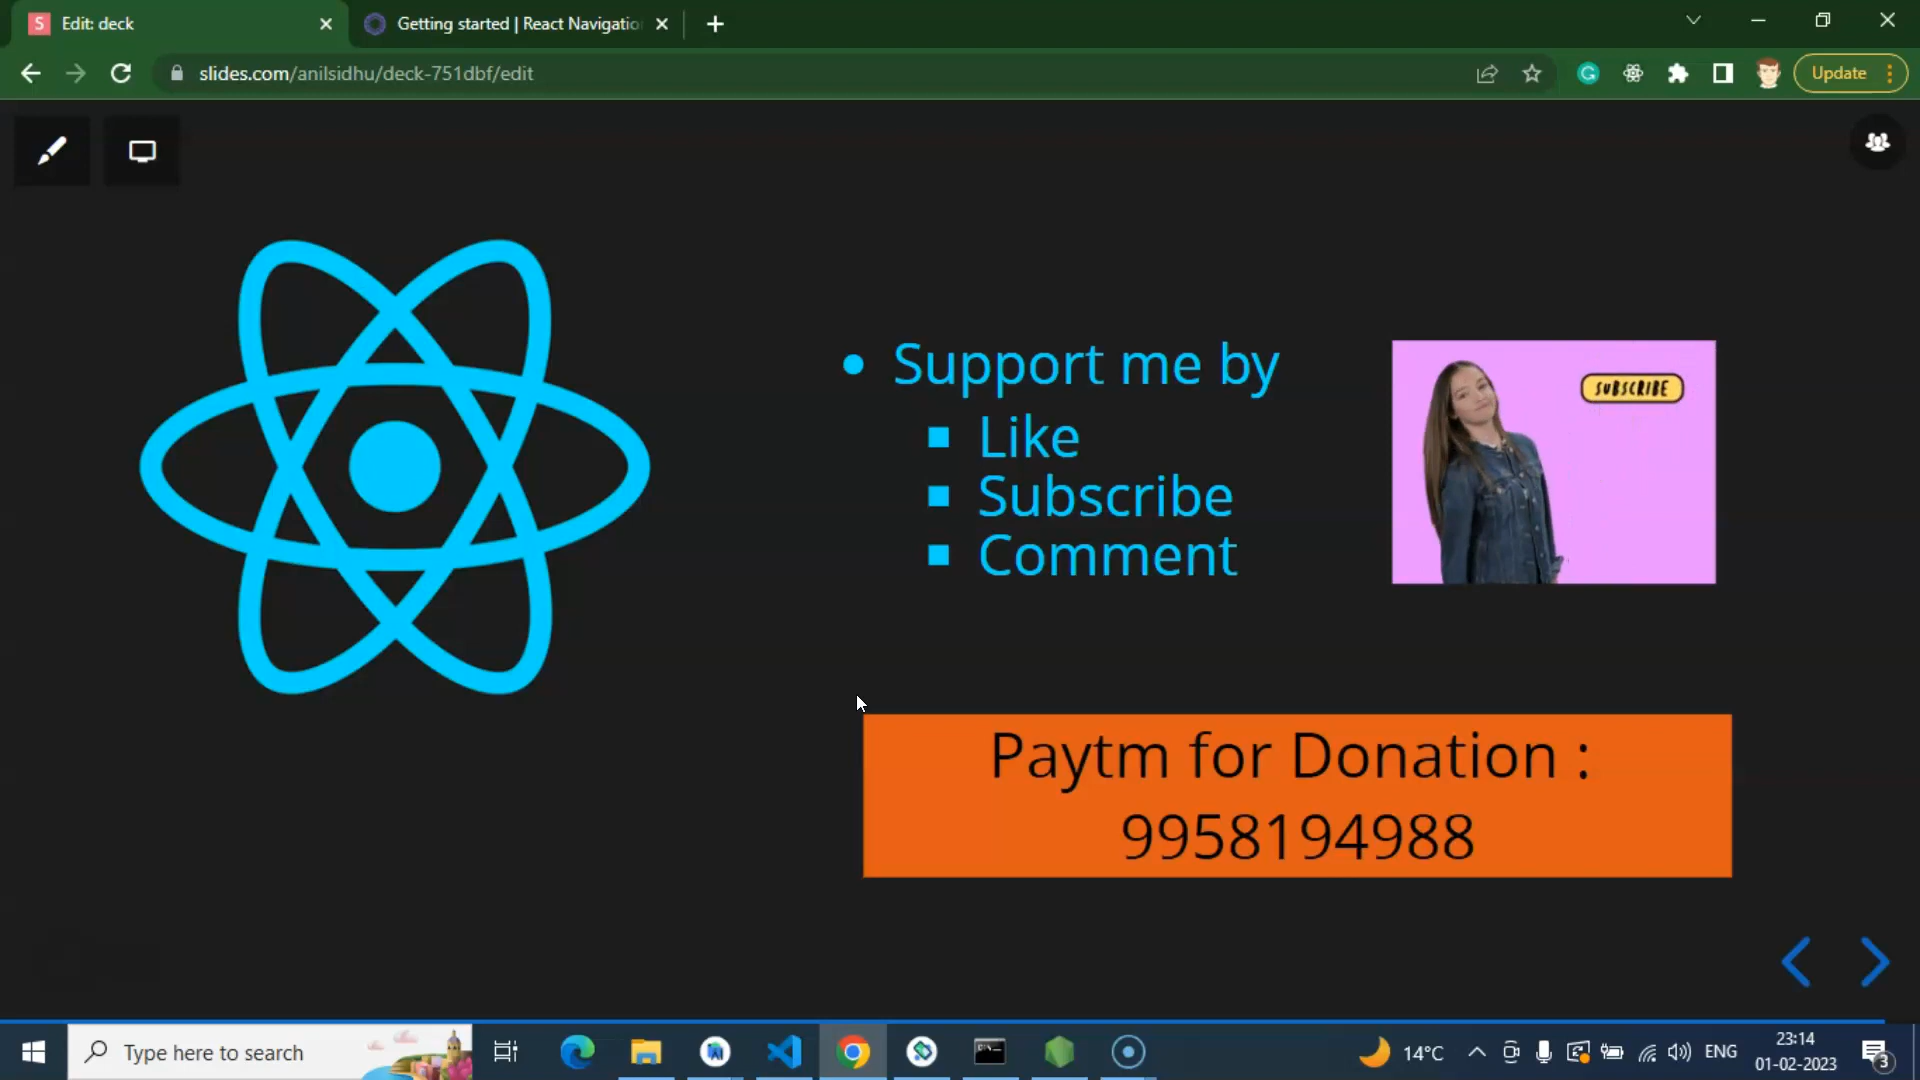 Edit: deck
Getting started | React Navigatio
slides.com/anilsidhu/deck-751dbf/edit
Update
Support me by
Like
Subscribe
Comment
SUBSCRIBE
Paytm for Donation :
9958194988
Type here to search
14°C
ENG
23:14
01-02-2023
3